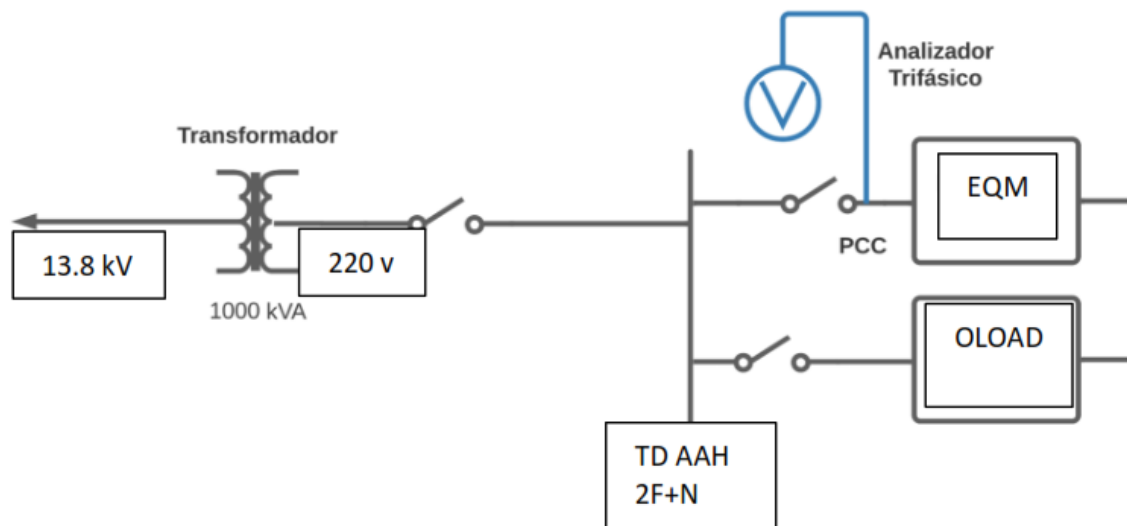 Analizador
Trifásico
Transformador
EQM
13.8 kV
220 v
PCC
1000 kVA
OLOAD
TD AAH
2F+N